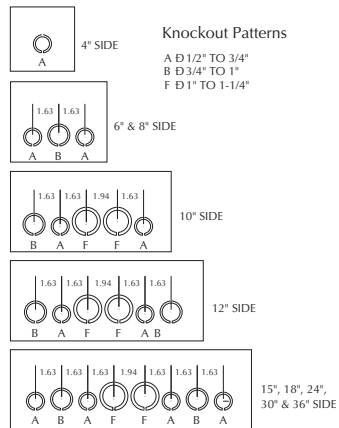 Knockout Patterns
A Ð 1/2" TO 3/4"
B Ð 3/4" TO 1"
F Ð 1" TO 1-1/4"
4" SIDE
A
1.63 1.63
6" & 8" SIDE
A B A
1.63 1.63 1.94 1.63
10" SIDE
B A F F A
1.63 1.63 1.94 1.63 1.63
12" SIDE
B A F F A B
1.63 1.63 1.63 1.94 1.63 1.63 1.63
15", 18", 24",
30" & 36" SIDE
A B A F F A B A